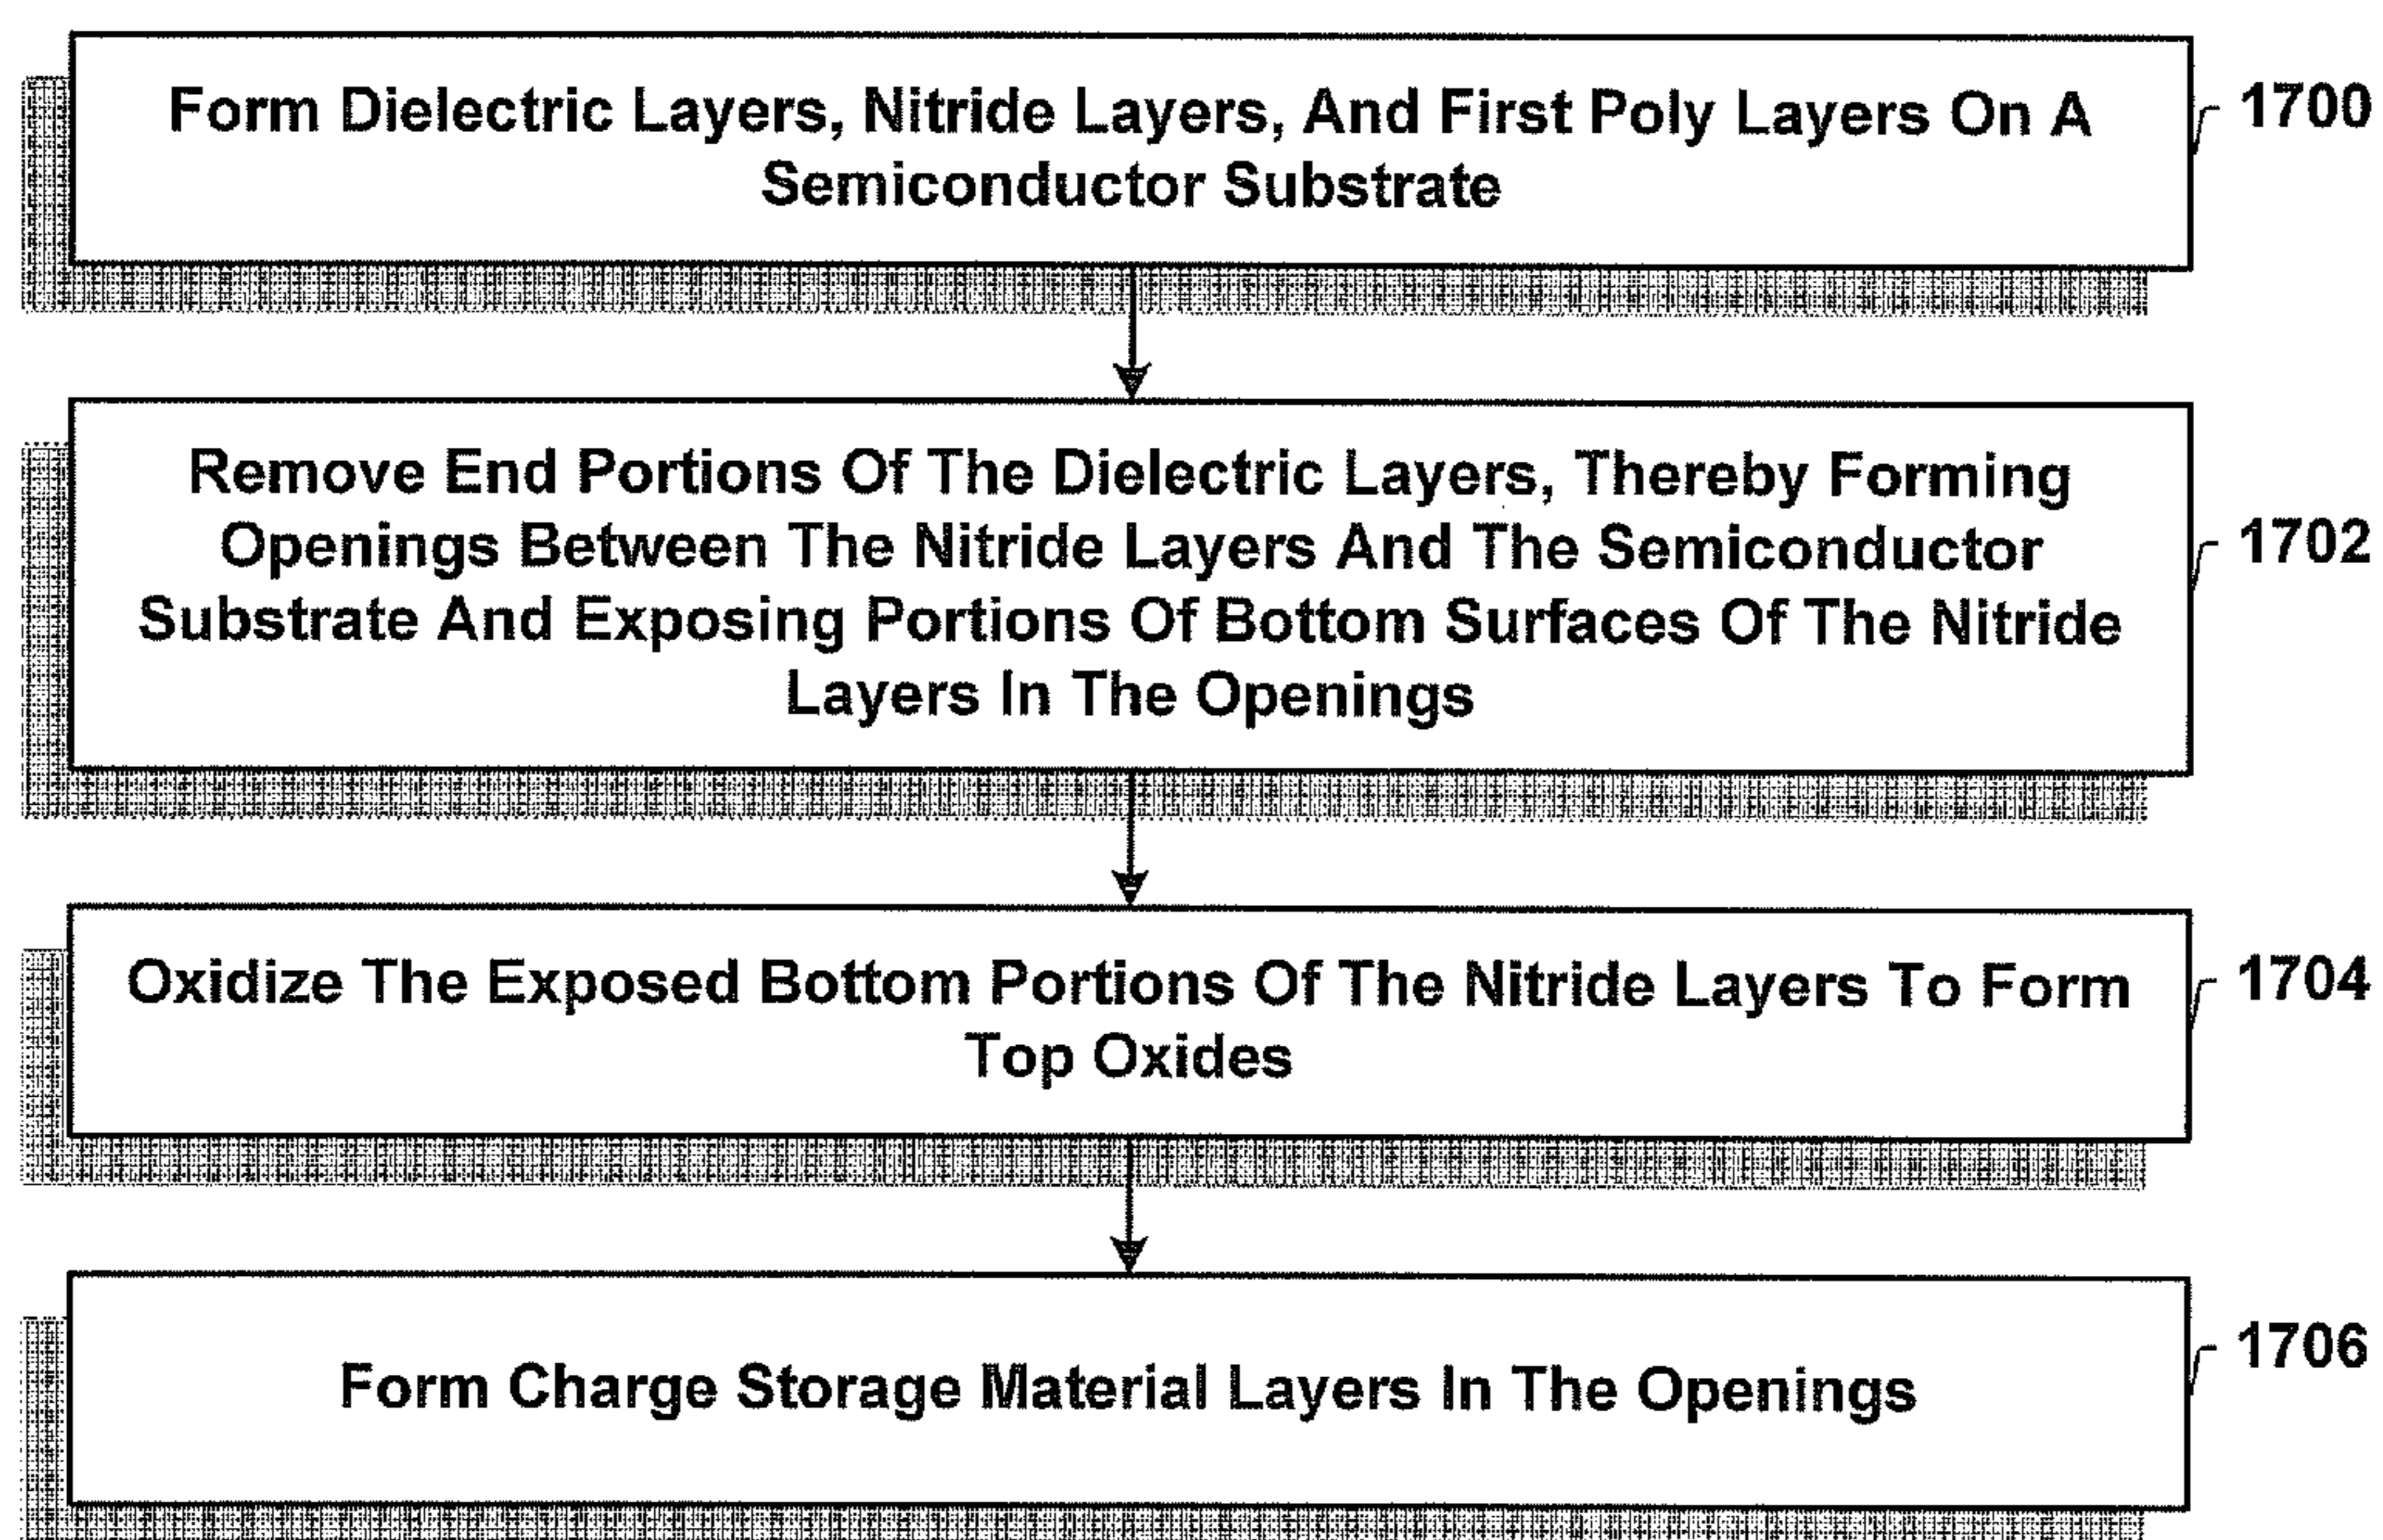 Form Dielectric Layers, Nitride Layers, And First Poly Layers On A
Semiconductor Substrate
1700
Remove End Portions Of The Dielectric Layers, Thereby Forming
Openings Between The Nitride Layers And The Semiconductor
Substrate And Exposing Portions Of Bottom Surfaces Of The Nitride
Layers In The Openings
1702
Oxidize The Exposed Bottom Portions Of The Nitride Layers To Form
Top Oxides
1704
Form Charge Storage Material Layers In The Openings
1706